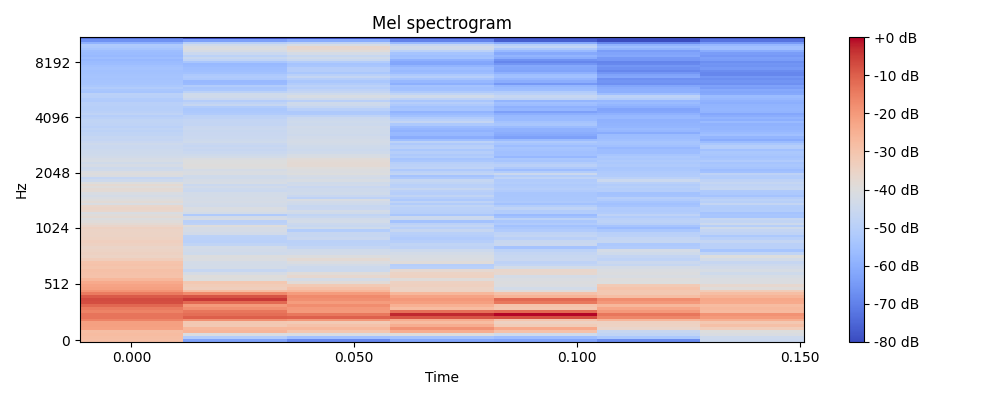 Mel spectrogram
Hz
8192
4096
2048
1024
512
0
0.000
0.050
0.100
0.150
Time
+0 dB
-10 dB
-20 dB
-30 dB
-40 dB
-50 dB
-60 dB
-70 dB
-80 dB